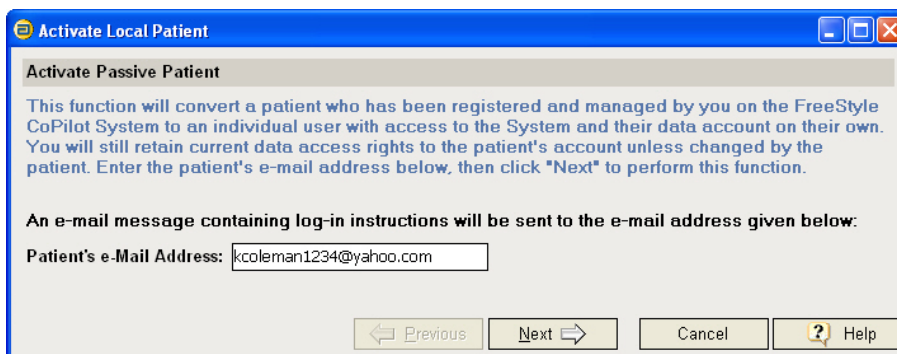 Activate Local Patient
Activate Passive Patient
This function will convert a patient who has been registered and managed by you on the FreeStyle
CoPilot System to an individual user with access to the System and their data account on their own.
You will still retain current data access rights to the patient's account unless changed by the
patient. Enter the patient's e-mail address below, then click "Next" to perform this function.
An e-mail message containing log-in instructions will be sent to the e-mail address given below:
Patient's e-Mail Address: kcoleman1234@yahoo.com
Previous Next Cancel ? Help